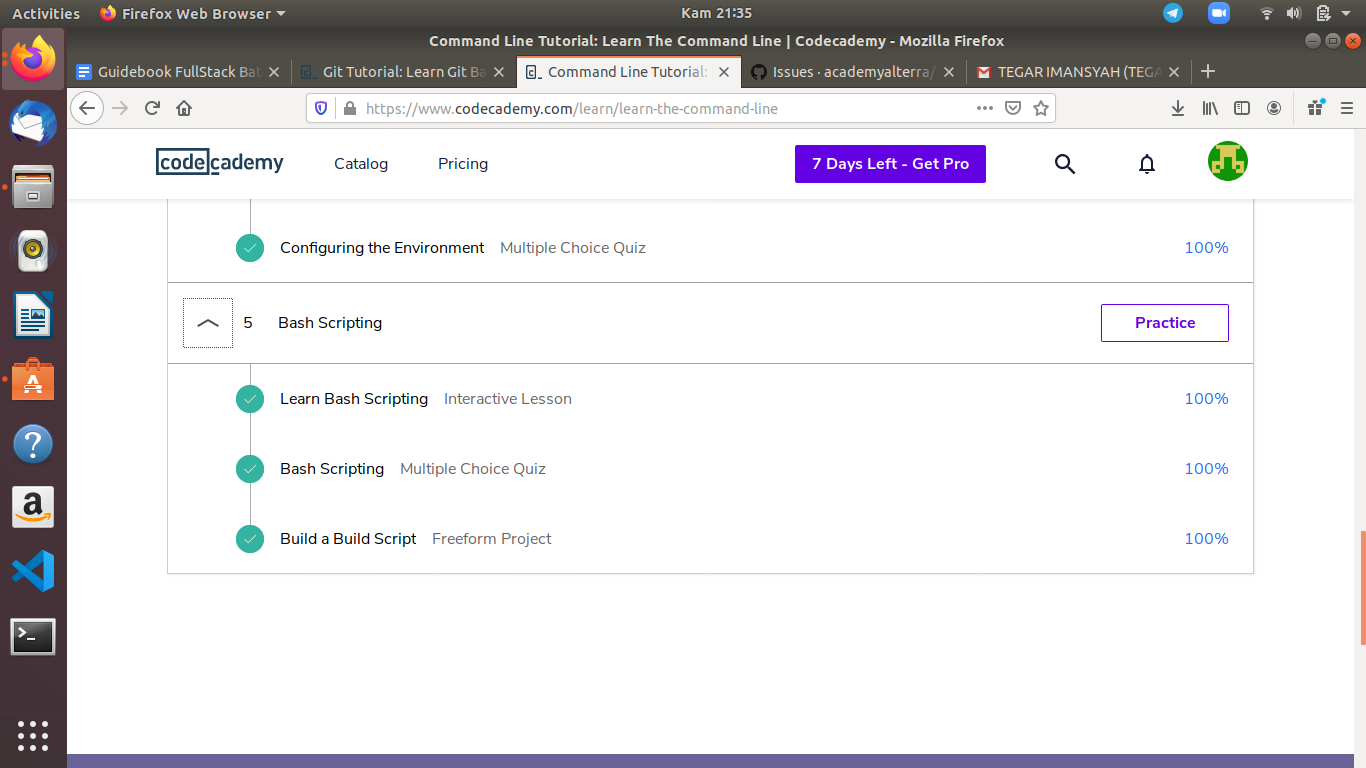 Activities Firefox Web Browser Kam 21:35
Command Line Tutorial: Learn The Command Line | Codecademy - Mozilla Firefox
Guidebook FullStack Bat Git Tutorial: Learn Git Ba Command Line Tutorial: Issues · academyalterra/ TEGAR IMANSYAH (TEGA
https://www.codecademy.com/learn/learn-the-command-line
codecademy Catalog Pricing 7 Days Left - Get Pro
Configuring the Environment Multiple Choice Quiz 100%
5 Bash Scripting Practice
Learn Bash Scripting Interactive Lesson 100%
Bash Scripting Multiple Choice Quiz 100%
Build a Build Script Freeform Project 100%